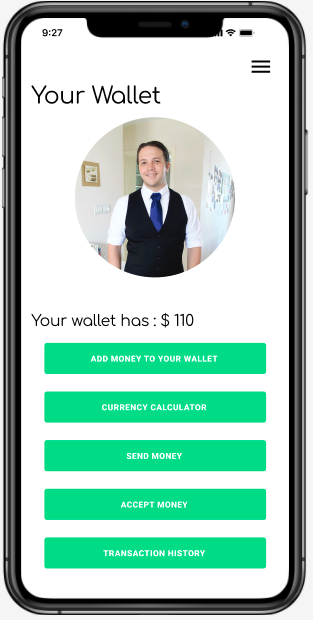 9:27
Your Wallet
Your wallet has : $ 110
ADD MONEY TO YOUR WALLET
CURRENCY CALCULATOR
SEND MONEY
ACCEPT MONEY
TRANSACTION HISTORY